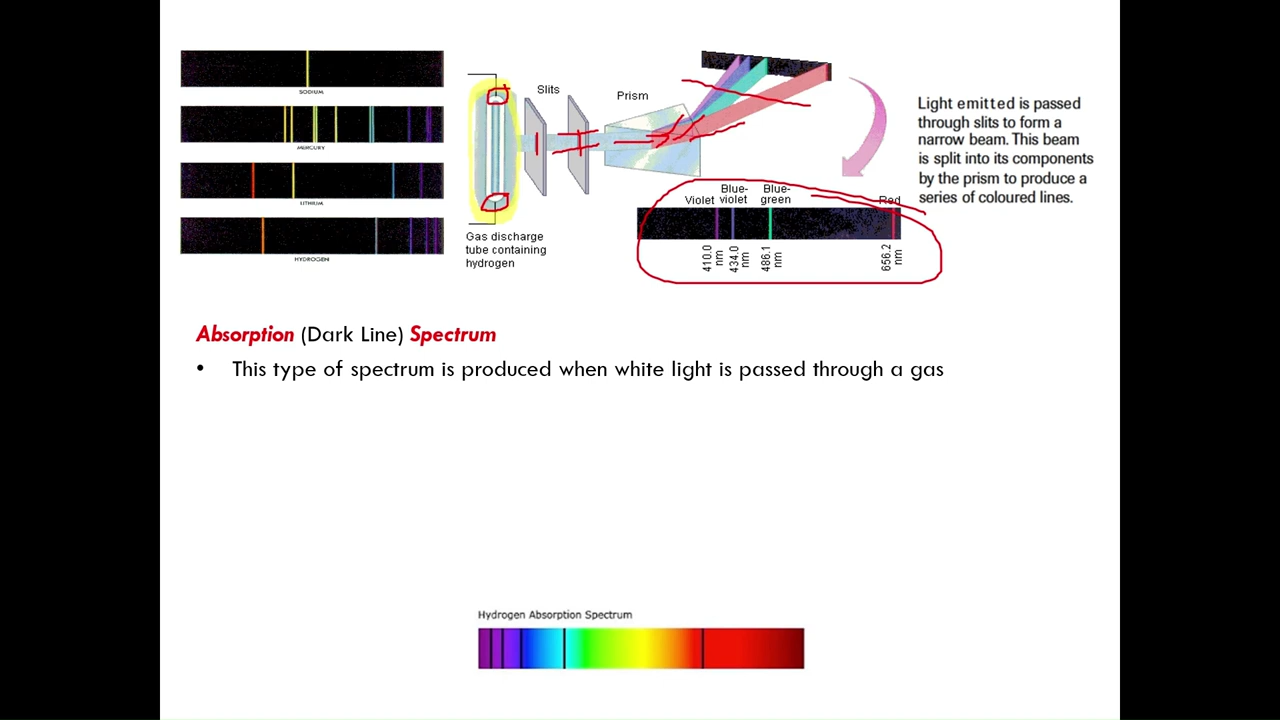 SODIUM
MERCURY
LITHIUM
HYDROGEN
Slits
Prism
Gas discharge
tube containing
hydrogen
Violet
Blue-
violet
Blue-
green
Red
410.0
nm
434.0
nm
486.1
nm
656.2
nm
Light emitted is passed
through slits to form a
narrow beam. This beam
is split into its components
by the prism to produce a
series of coloured lines.
Absorption (Dark Line) Spectrum
• This type of spectrum is produced when white light is passed through a gas
Hydrogen Absorption Spectrum